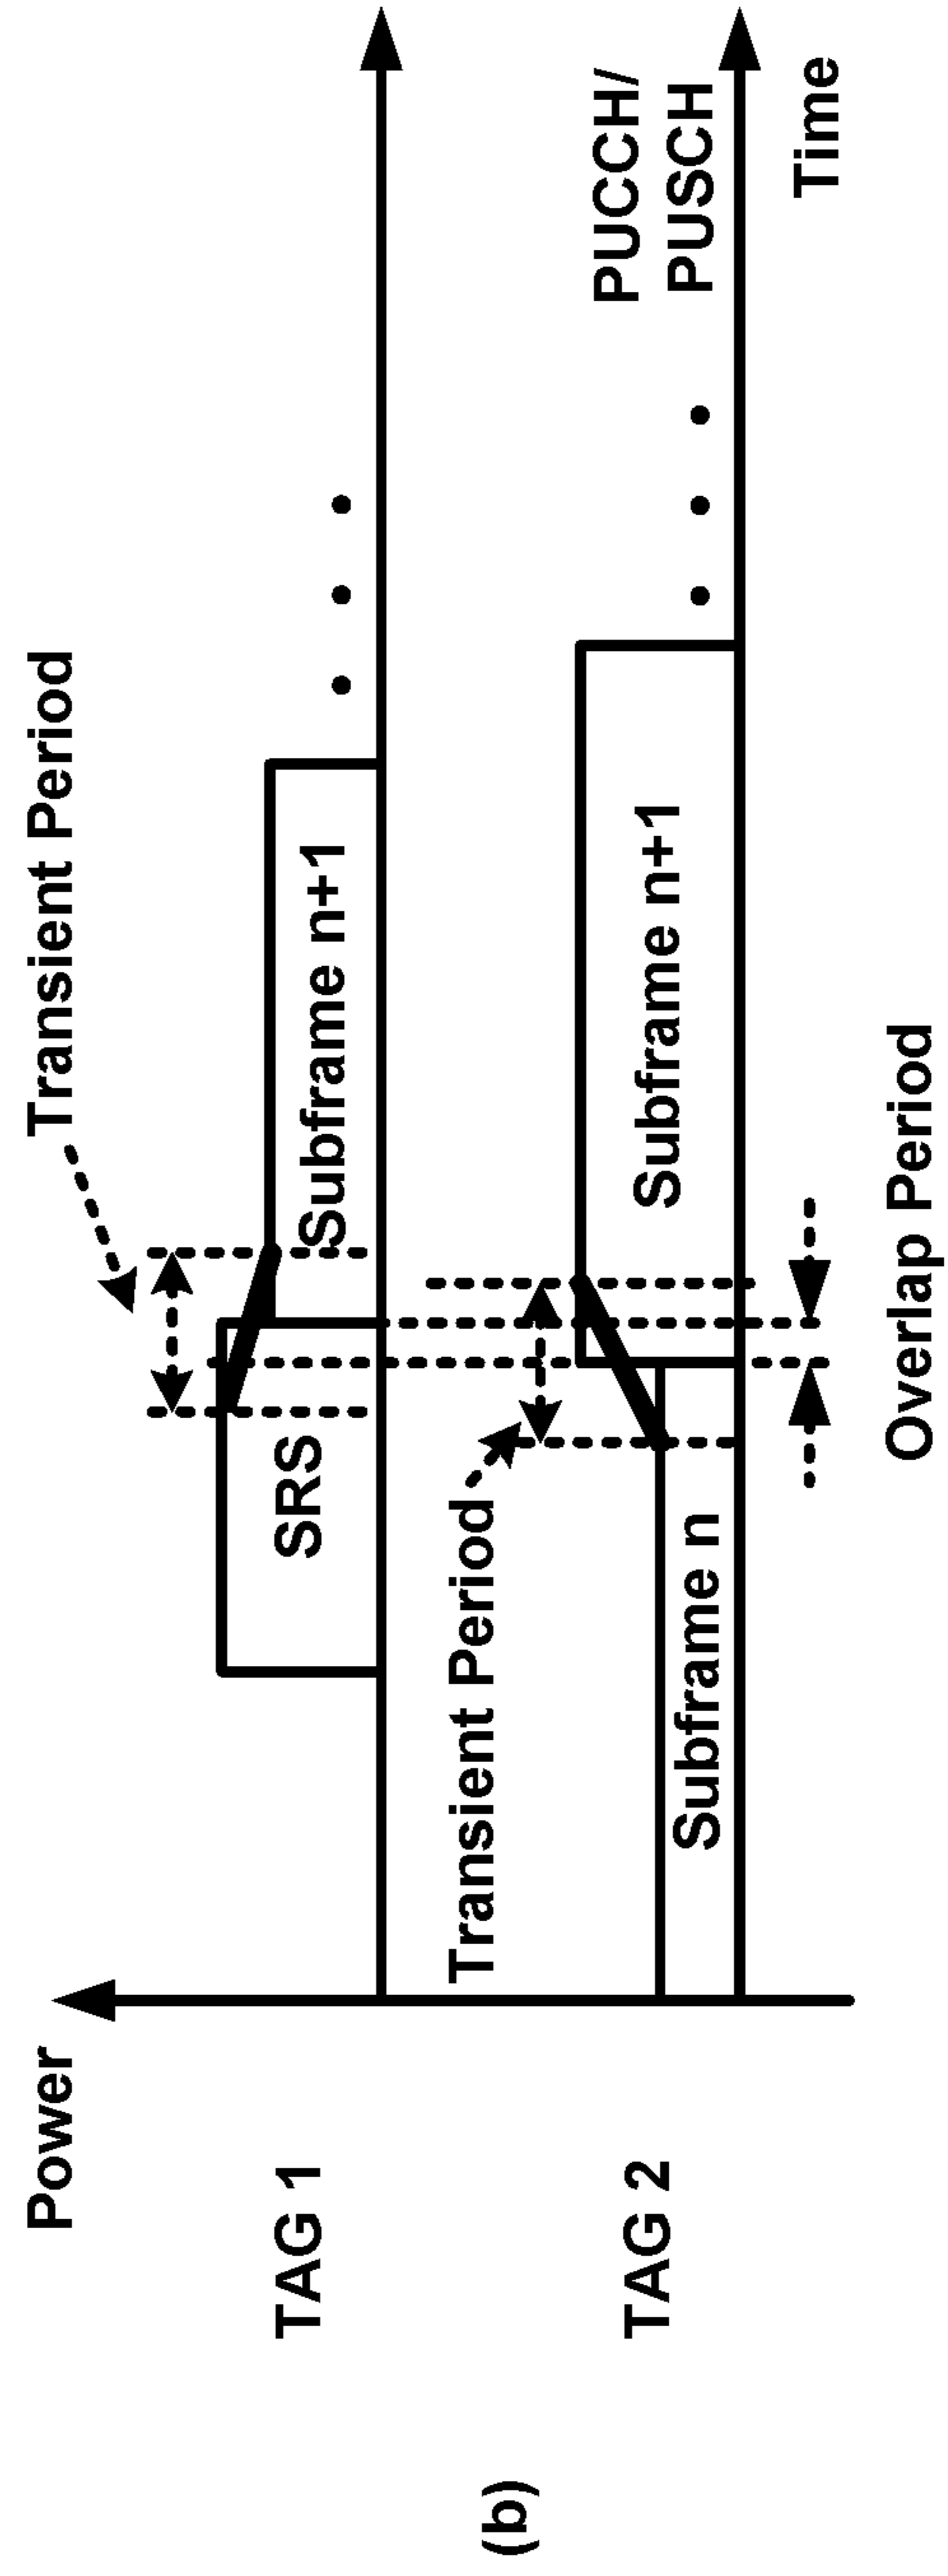 Power
Transient Period
TAG 1
SRS
Subframe n+1
Transient Period
PUCCH/
PUSCH
TAG 2
Subframe n
Subframe n+1
Time
Overlap Period
(b)